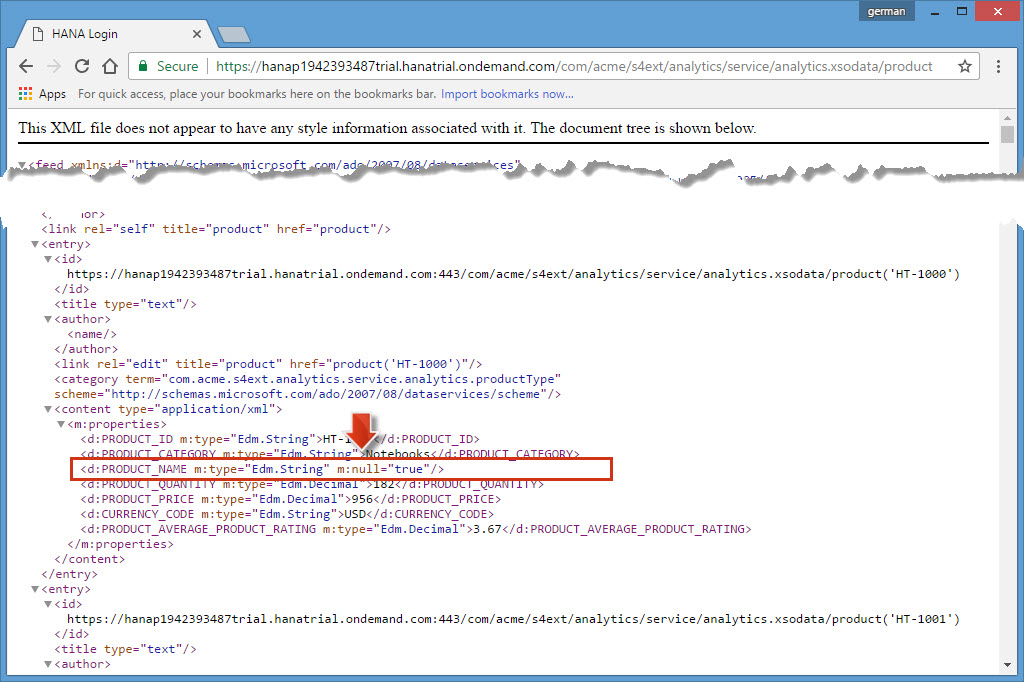 german
HANA Login
Secure https://hanap1942393487trial.hanatrial.ondemand.com/com/acme/s4ext/analytics/service/analytics.xsodata/product
Apps For quick access, place your bookmarks here on the bookmarks bar. Import bookmarks now...
This XML file does not appear to have any style information associated with it. The document tree is shown below.
<feed xmlns:d="http://schemas.microsoft.com/ado/2007/08/dataservices"
<link rel="self" title="product" href="product"/>
<entry>
<id>
https://hanap1942393487trial.hanatrial.ondemand.com:443/com/acme/s4ext/analytics/service/analytics.xsodata/product('HT-1000')
</id>
<title type="text"/>
<author>
<name/>
</author>
<link rel="edit" title="product" href="product('HT-1000')"/>
<category term="com.acme.s4ext.analytics.service.analytics.productType"
scheme="http://schemas.microsoft.com/ado/2007/08/dataservices/scheme"/>
<content type="application/xml">
<m:properties>
<d:PRODUCT_ID m:type="Edm.String">HT-1 </d:PRODUCT_ID>
<d:PRODUCT_CATEGORY m:type="Edm.String">Notebooks</d:PRODUCT_CATEGORY>
<d:PRODUCT_NAME m:type="Edm.String" m:null="true"/>
<d:PRODUCT_QUANTITY m:type="Edm.Decimal">182</d:PRODUCT_QUANTITY>
<d:PRODUCT_PRICE m:type="Edm.Decimal">956</d:PRODUCT_PRICE>
<d:CURRENCY_CODE m:type="Edm.String">USD</d:CURRENCY_CODE>
<d:PRODUCT_AVERAGE_PRODUCT_RATING m:type="Edm.Decimal">3.67</d:PRODUCT_AVERAGE_PRODUCT_RATING>
</m:properties>
</content>
</entry>
<entry>
<id>
https://hanap1942393487trial.hanatrial.ondemand.com:443/com/acme/s4ext/analytics/service/analytics.xsodata/product('HT-1001')
</id>
<title type="text"/>
<author>